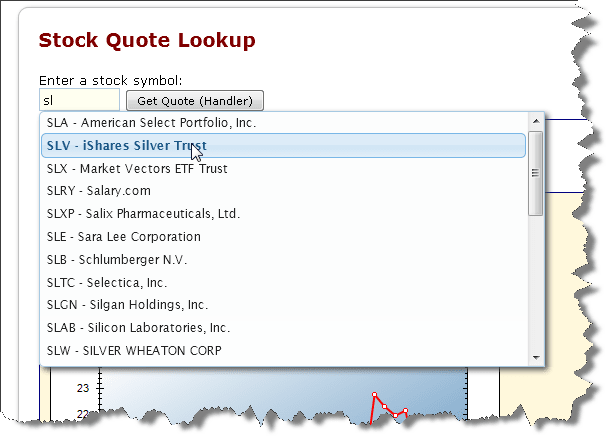 Stock Quote Lookup
Enter a stock symbol:
sl Get Quote (Handler)
SLA - American Select Portfolio, Inc.
SLV - iShares Silver Trust
SLX - Market Vectors ETF Trust
SLRY - Salary.com
SLXP - Salix Pharmaceuticals, Ltd.
SLE - Sara Lee Corporation
SLB - Schlumberger N.V.
SLTC - Selectica, Inc.
SLGN - Silgan Holdings, Inc.
SLAB - Silicon Laboratories, Inc.
SLW - SILVER WHEATON CORP
23
22